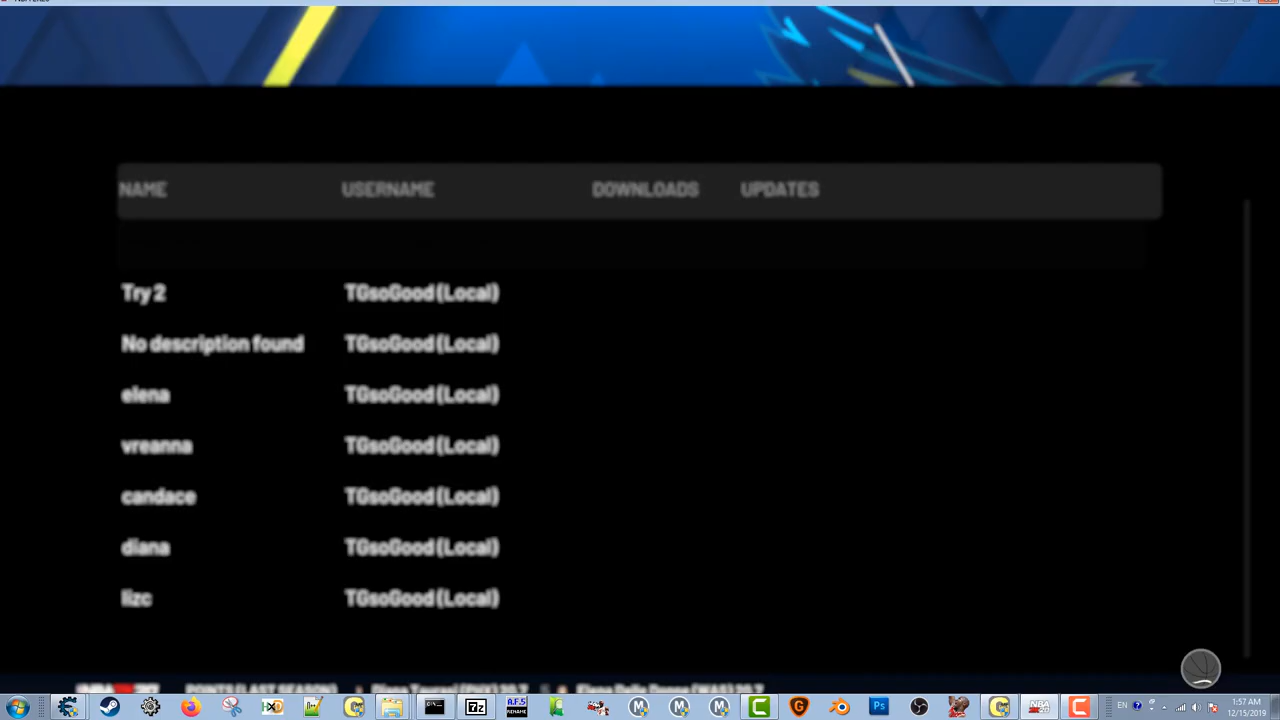 NAME USERNAME DOWNLOADS UPDATES
Try 2 TGsoGood (Local)
No description found TGsoGood (Local)
elena TGsoGood (Local)
vreanna TGsoGood (Local)
candace TGsoGood (Local)
diana TGsoGood (Local)
lizc TGsoGood (Local)
EN 1:57 AM
12/15/2019